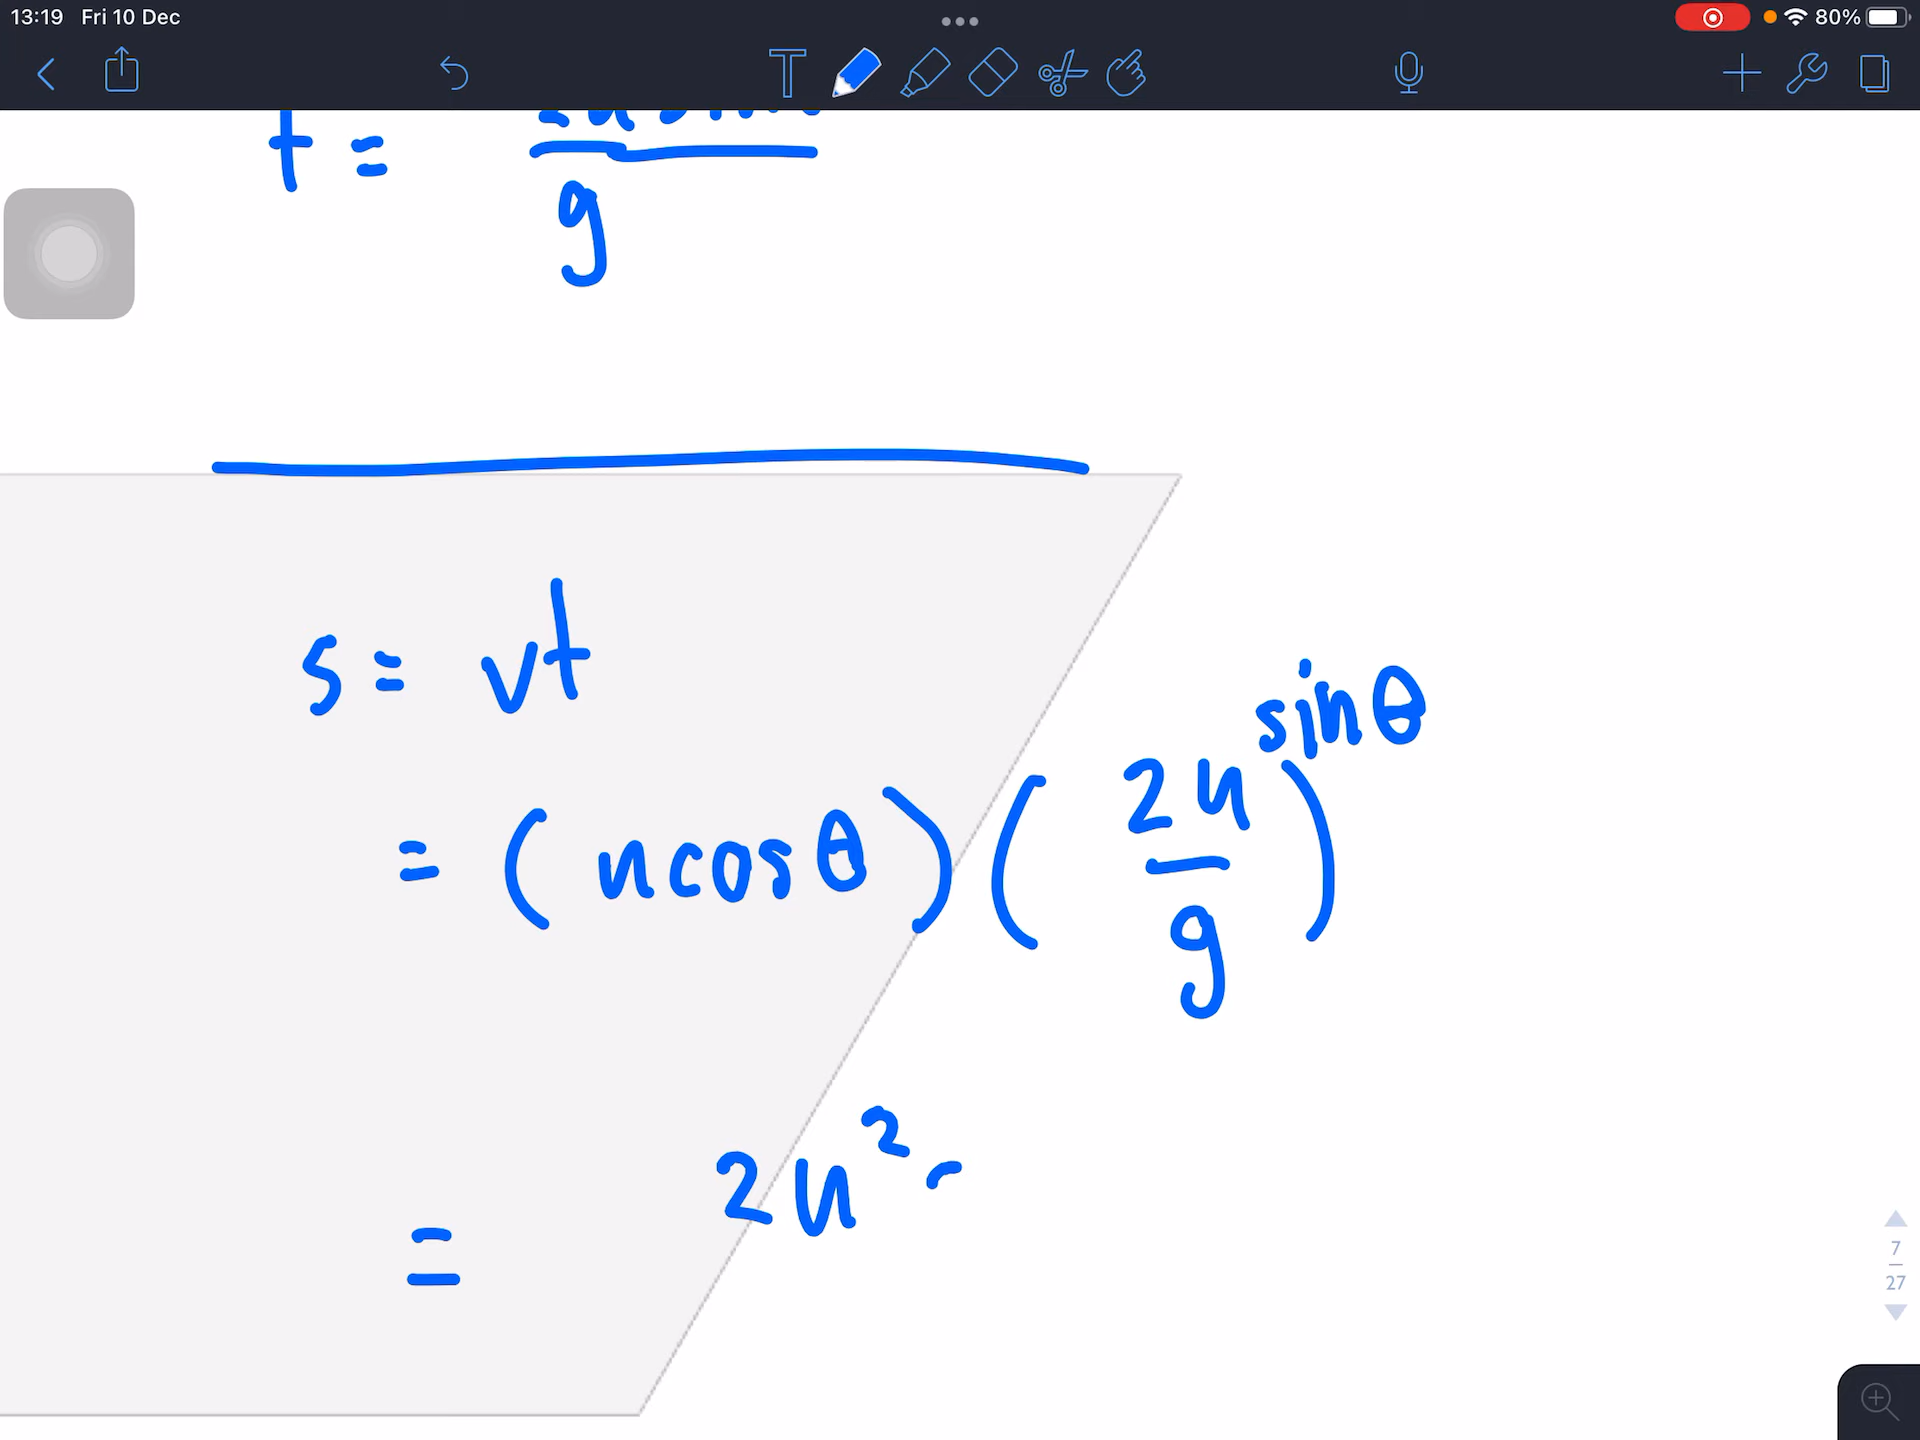 13:19 Fri 10 Dec 80%
T
t =
g
s = vt
= (ucosθ) (2u sinθ / g)
= 2u²
7
27